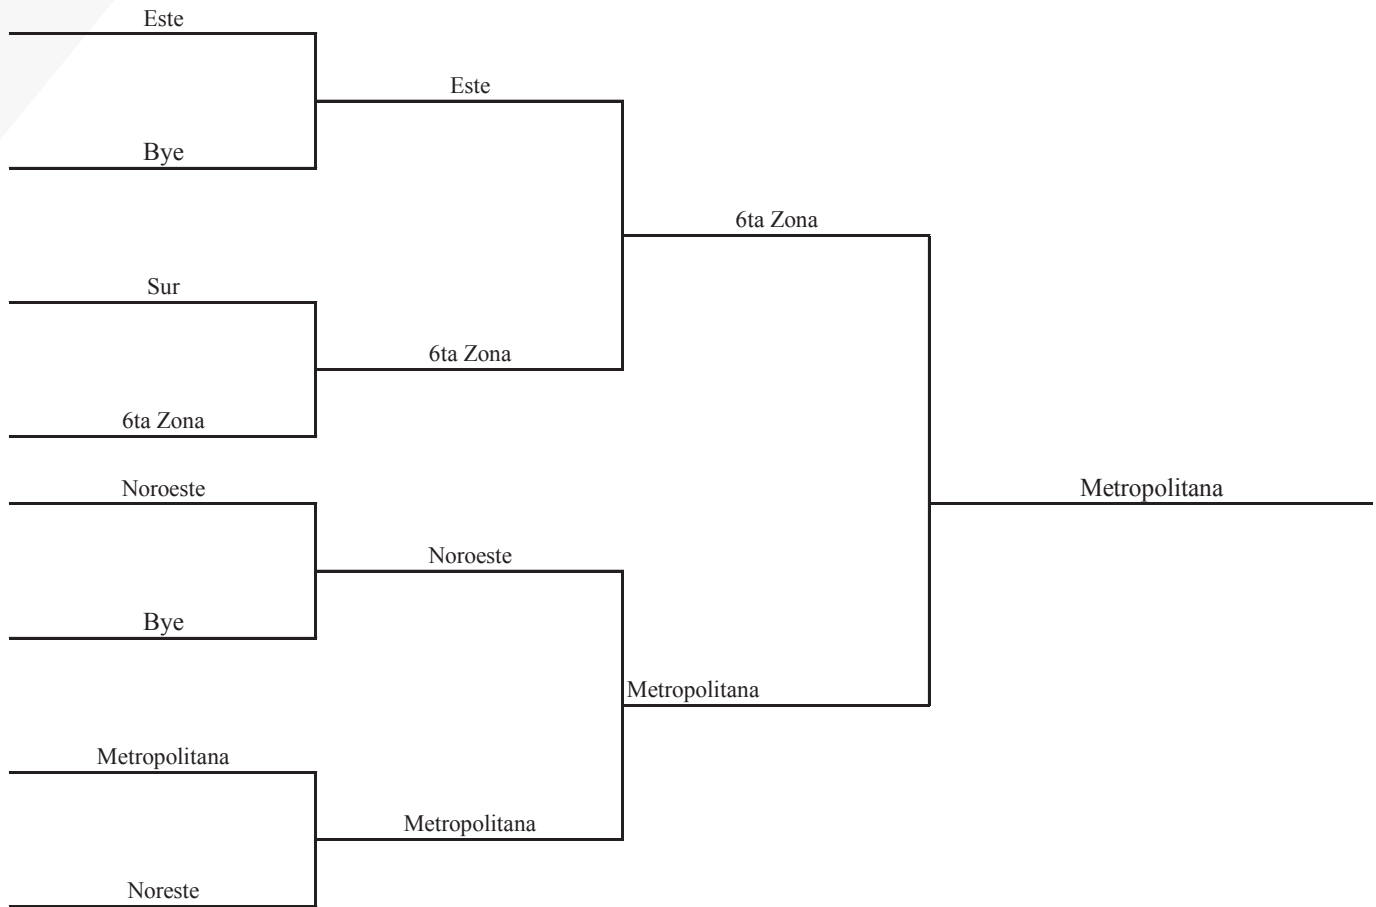 Este
Este
Bye
6ta Zona
Sur
6ta Zona
6ta Zona
Noroeste
Metropolitana
Noroeste
Bye
Metropolitana
Metropolitana
Metropolitana
Noreste